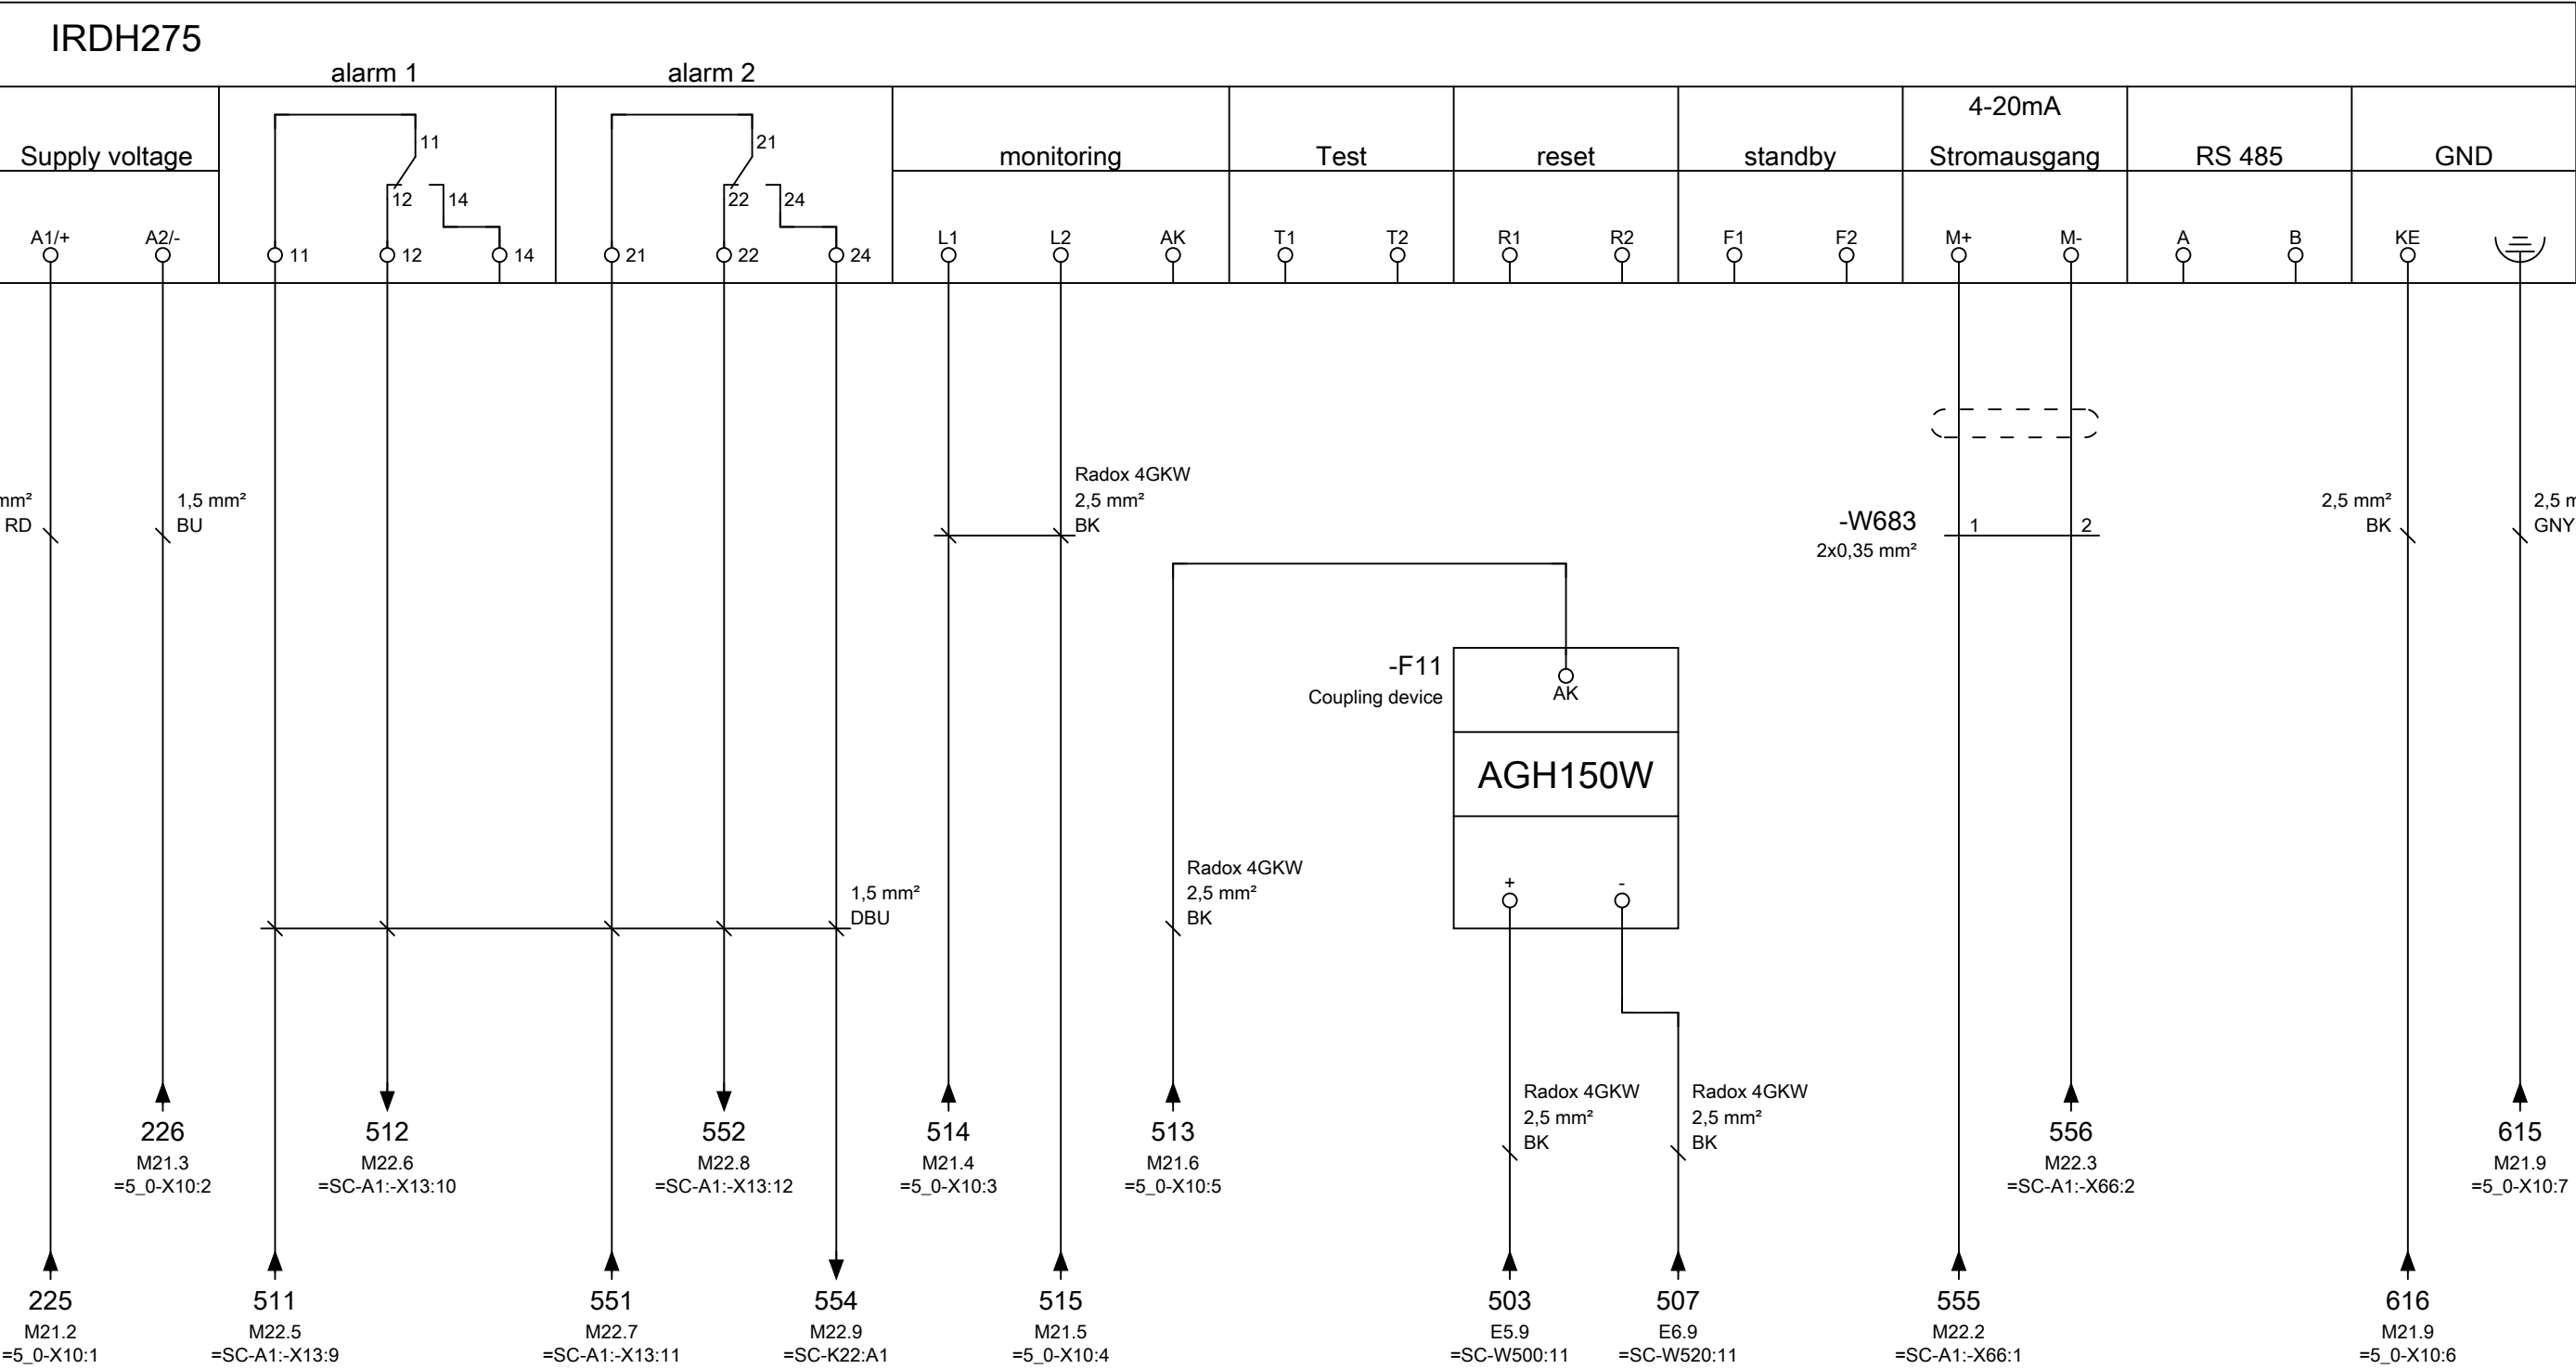 IRDH275
alarm 1
alarm 2
4-20mA
Supply voltage
monitoring
Test
reset
standby
Stromausgang
RS 485
GND
11
21
12
14
22
24
A1/+
A2/-
11
12
14
21
22
24
L1
L2
AK
T1
T2
R1
R2
F1
F2
M+
M-
A
B
KE
mm²
RD
1,5 mm²
BU
Radox 4GKW
2,5 mm²
BK
-W683
2x0,35 mm²
1
2
2,5 mm²
BK
2,5 m
GNY
-F11
Coupling device
AK
AGH150W
+
-
1,5 mm²
DBU
Radox 4GKW
2,5 mm²
BK
Radox 4GKW
2,5 mm²
BK
Radox 4GKW
2,5 mm²
BK
226
M21.3
=5_0-X10:2
512
M22.6
=SC-A1:-X13:10
552
M22.8
=SC-A1:-X13:12
514
M21.4
=5_0-X10:3
513
M21.6
=5_0-X10:5
556
M22.3
=SC-A1:-X66:2
615
M21.9
=5_0-X10:7
225
M21.2
=5_0-X10:1
511
M22.5
=SC-A1:-X13:9
551
M22.7
=SC-A1:-X13:11
554
M22.9
=SC-K22:A1
515
M21.5
=5_0-X10:4
503
E5.9
=SC-W500:11
507
E6.9
=SC-W520:11
555
M22.2
=SC-A1:-X66:1
616
M21.9
=5_0-X10:6